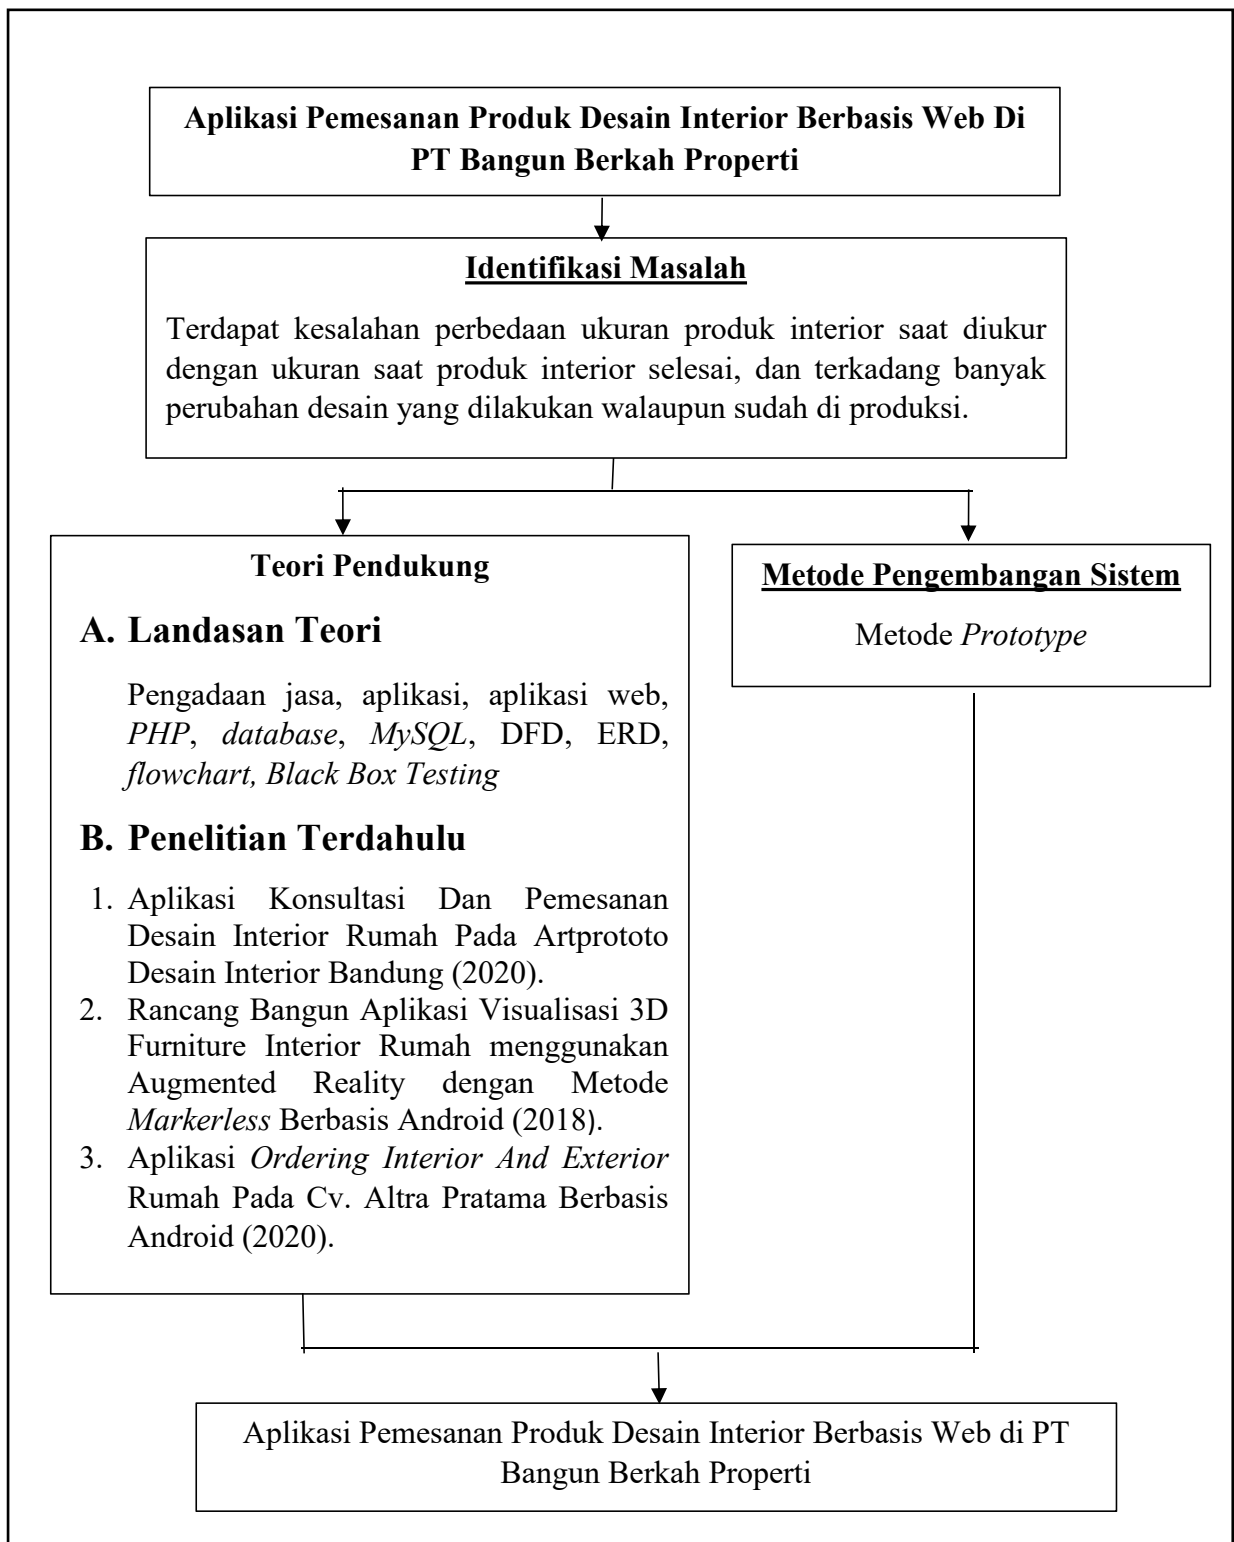 Aplikasi Pemesanan Produk Desain Interior Berbasis Web Di
PT Bangun Berkah Properti
Identifikasi Masalah
Terdapat kesalahan perbedaan ukuran produk interior saat diukur
dengan ukuran saat produk interior selesai, dan terkadang banyak
perubahan desain yang dilakukan walaupun sudah di produksi.
Teori Pendukung
A. Landasan Teori
Pengadaan jasa, aplikasi, aplikasi web,
PHP, database, MySQL, DFD, ERD,
flowchart, Black Box Testing
B. Penelitian Terdahulu
1. Aplikasi Konsultasi Dan Pemesanan
Desain Interior Rumah Pada Artprototo
Desain Interior Bandung (2020).
2. Rancang Bangun Aplikasi Visualisasi 3D
Furniture Interior Rumah menggunakan
Augmented Reality dengan Metode
Markerless Berbasis Android (2018).
3. Aplikasi Ordering Interior And Exterior
Rumah Pada Cv. Altra Pratama Berbasis
Android (2020).
Metode Pengembangan Sistem
Metode Prototype
Aplikasi Pemesanan Produk Desain Interior Berbasis Web di PT
Bangun Berkah Properti